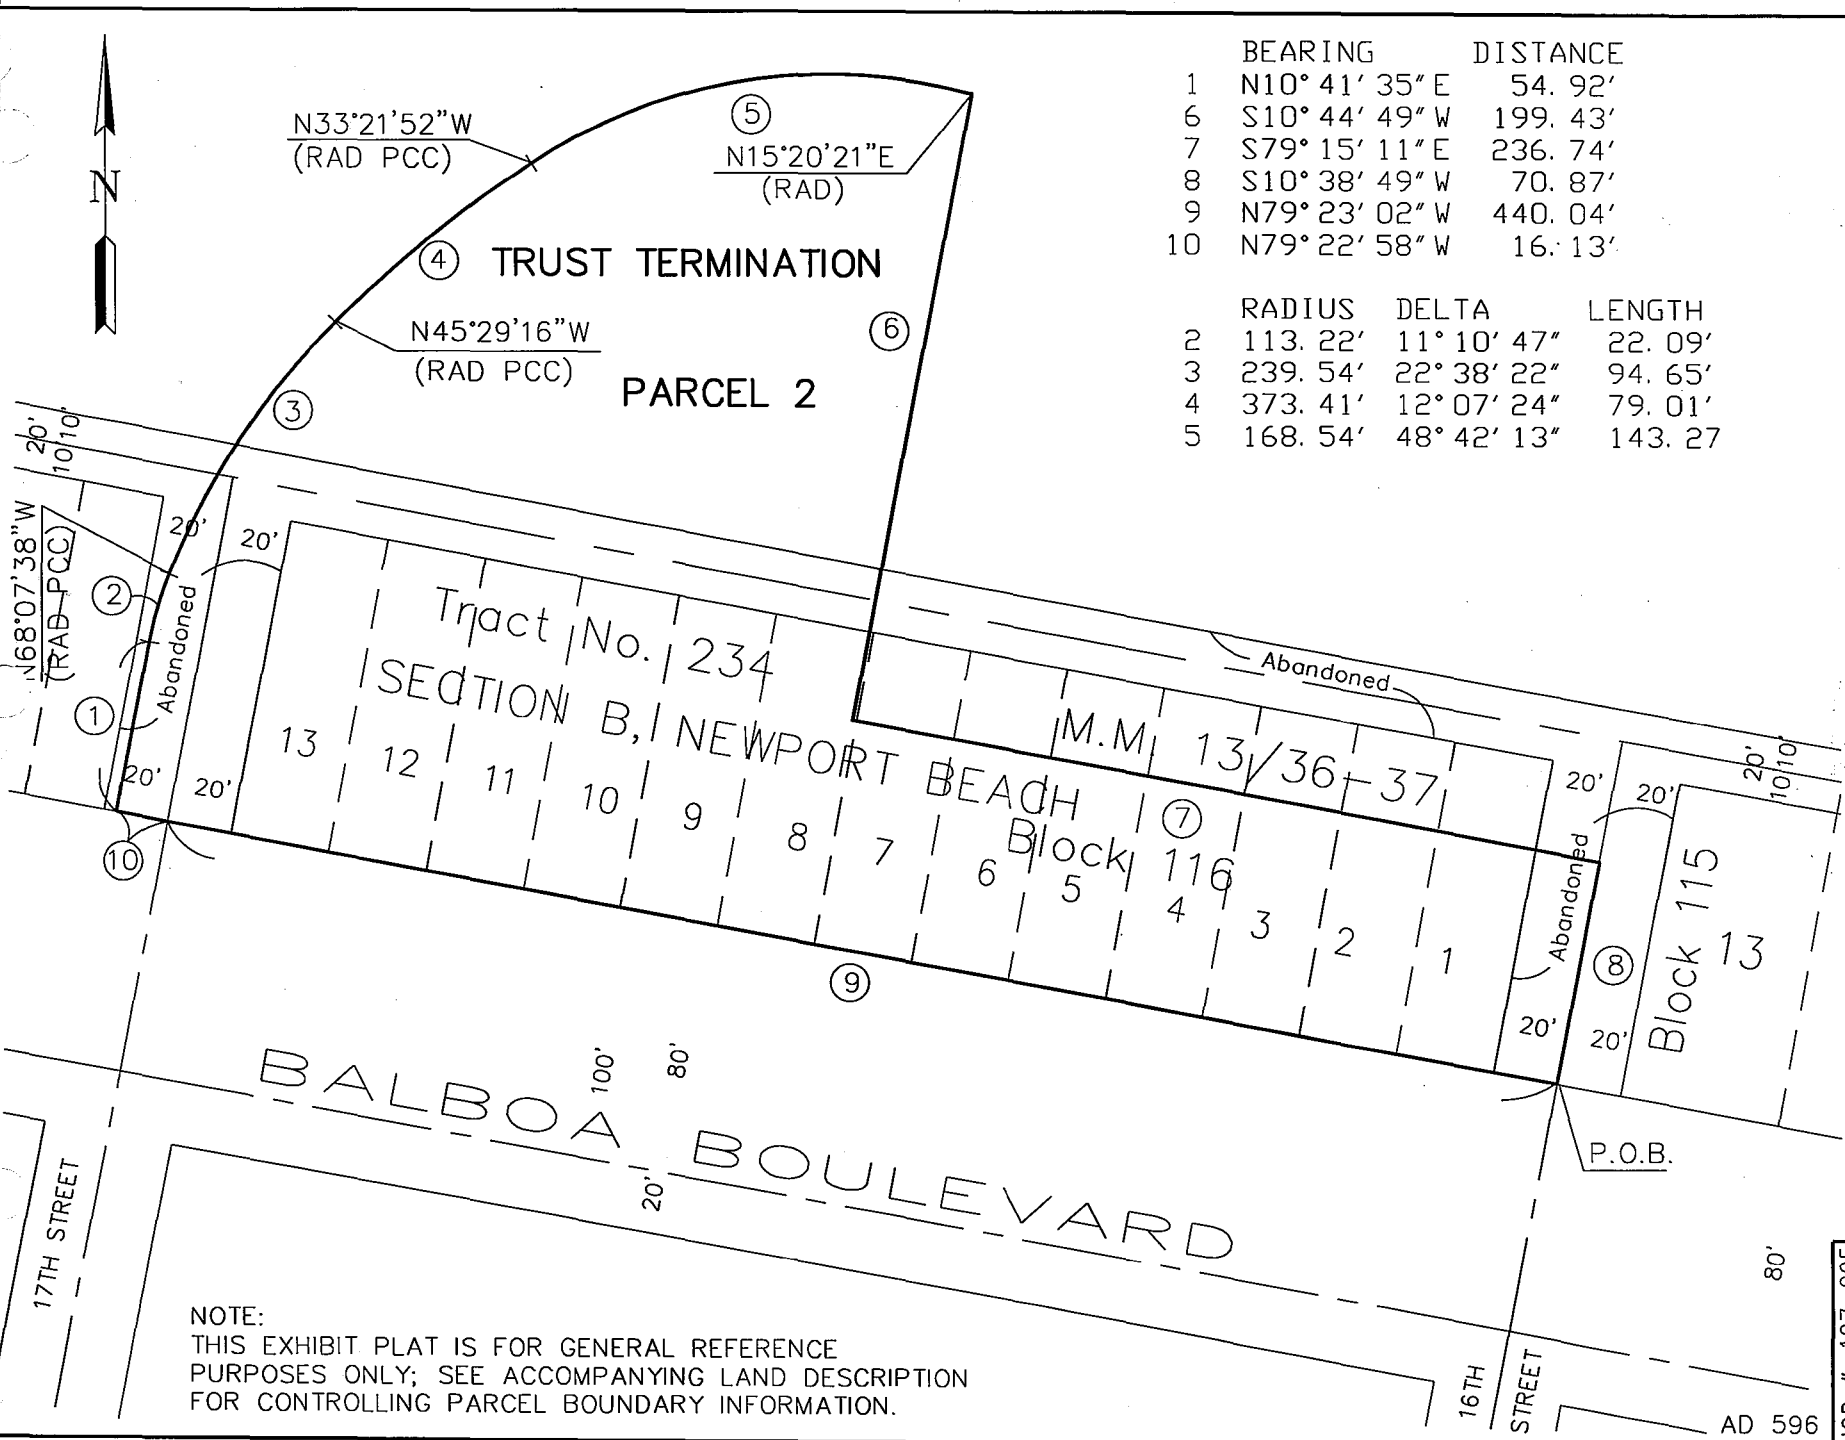 BEARING DISTANCE
1 N10°41'35"E 54.92'
6 S10°44'49"W 199.43'
7 S79°15'11"E 236.74'
8 S10°38'49"W 70.87'
9 N79°23'02"W 440.04'
10 N79°22'58"W 16.13'
RADIUS DELTA LENGTH
2 113.22' 11°10'47" 22.09'
3 239.54' 22°38'22" 94.65'
4 373.41' 12°07'24" 79.01'
5 168.54' 48°42'13" 143.27
N
N33°21'52"W
(RAD PCC)
5
N15°20'21"E
(RAD)
4
TRUST TERMINATION
N45°29'16"W
(RAD PCC)
6
PARCEL 2
3
20'
10'
10'
N68°07'38"W
(RAD PCC)
20'
20'
2
Abandoned
1
20'
20'
10
Tract No. 234
SECTION B, NEWPORT BEACH
M.M. 13/36-37
Block 116
Abandoned
13
12
11
10
9
8
7
6
5
4
3
2
1
7
9
20'
20'
Abandoned
20'
20'
8
20'
10'
10'
Block 115
13
P.O.B.
BALBOA BOULEVARD
100'
80'
20'
80'
17TH STREET
16TH
STREET
NOTE:
THIS EXHIBIT PLAT IS FOR GENERAL REFERENCE
PURPOSES ONLY; SEE ACCOMPANYING LAND DESCRIPTION
FOR CONTROLLING PARCEL BOUNDARY INFORMATION.
AD 596